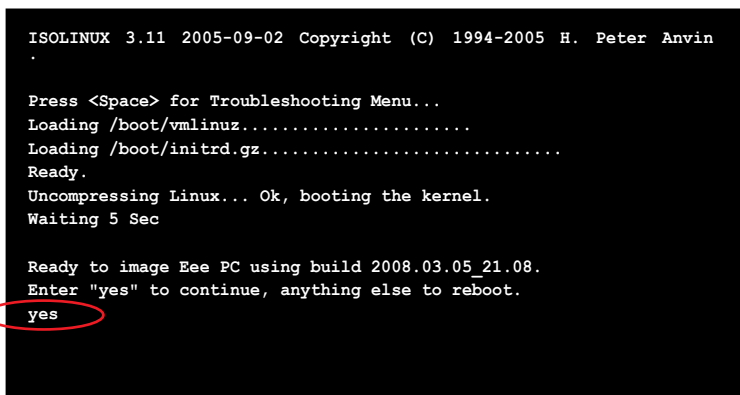 ISOLINUX 3.11 2005-09-02 Copyright (C) 1994-2005 H. Peter Anvin
.
Press <Space> for Troubleshooting Menu...
Loading /boot/vmlinuz.......................
Loading /boot/initrd.gz..............................
Ready.
Uncompressing Linux... Ok, booting the kernel.
Waiting 5 Sec
Ready to image Eee PC using build 2008.03.05_21.08.
Enter "yes" to continue, anything else to reboot.
yes